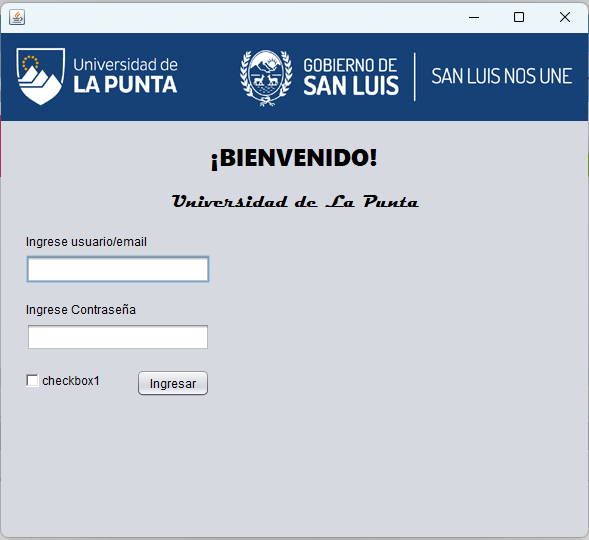 Universidad de
LA PUNTA
GOBIERNO DE
SAN LUIS
SAN LUIS NOS UNE
¡BIENVENIDO!
Universidad de La Punta
Ingrese usuario/email
Ingrese Contraseña
checkbox1
Ingresar